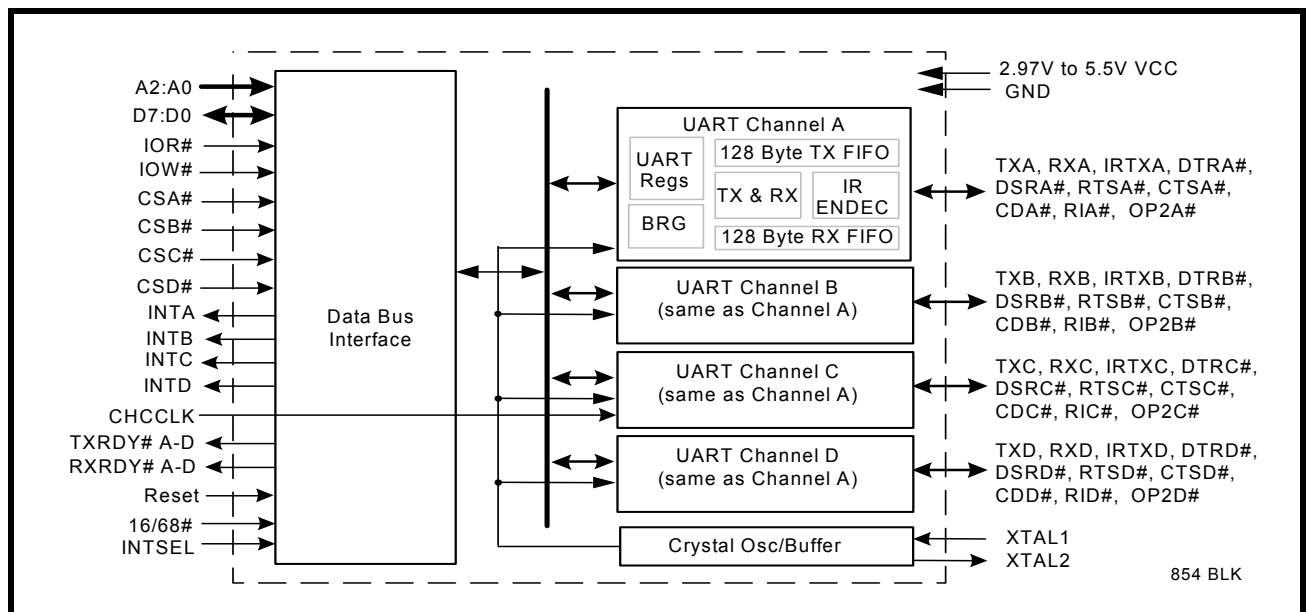 A2:A0
D7:D0
IOR#
IOW#
CSA#
CSB#
CSC#
CSD#
INTA
INTB
INTC
INTD
CHCCLK
TXRDY# A-D
RXRDY# A-D
Reset
16/68#
INTSEL
Data Bus
Interface
UART Channel A
UART
Regs
BRG
128 Byte TX FIFO
TX & RX
IR
ENDEC
128 Byte RX FIFO
UART Channel B
(same as Channel A)
UART Channel C
(same as Channel A)
UART Channel D
(same as Channel A)
Crystal Osc/Buffer
2.97V to 5.5V VCC
GND
TXA, RXA, IRTXA, DTRA#,
DSRA#, RTSA#, CTSA#,
CDA#, RIA#, OP2A#
TXB, RXB, IRTXB, DTRB#,
DSRB#, RTSB#, CTSB#,
CDB#, RIB#, OP2B#
TXC, RXC, IRTXC, DTRC#,
DSRC#, RTSC#, CTSC#,
CDC#, RIC#, OP2C#
TXD, RXD, IRTXD, DTRD#,
DSRD#, RTSD#, CTSD#,
CDD#, RID#, OP2D#
XTAL1
XTAL2
854 BLK